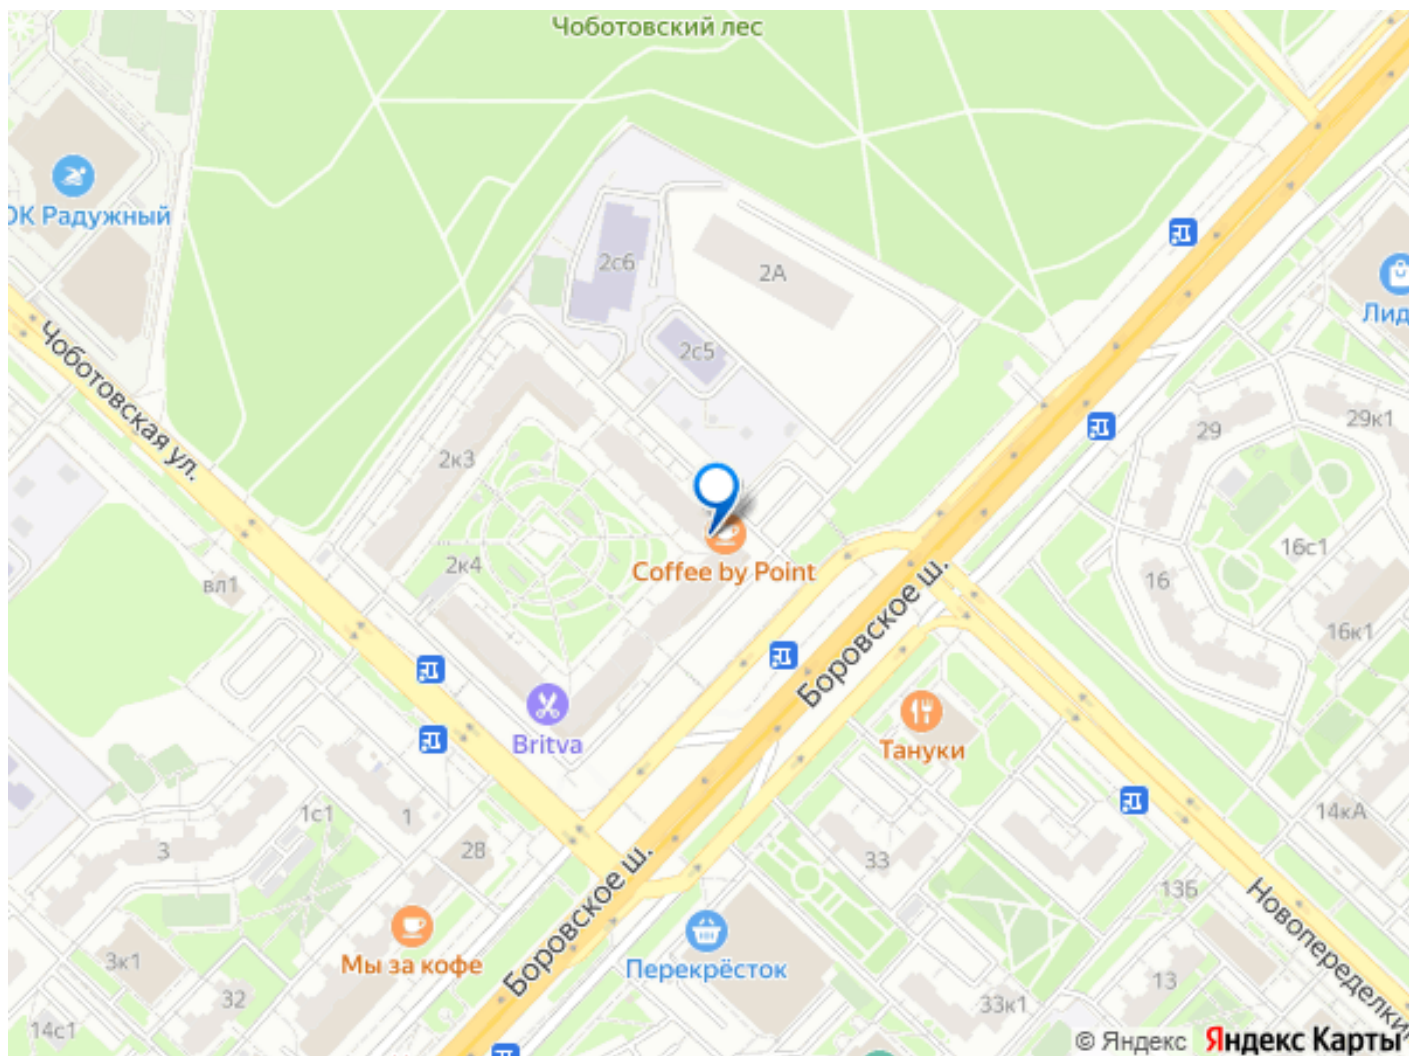 Чоботовский лес
ОК Радужный
2с6
2А
Лид
Чоботовская ул.
2с5
29к1
29
2к3
16с1
Coffee by Point
2к4
вл1
16
Боровское ш.
16к1
Тануки
Britva
1с1
1
14кА
3
2В
33
13Б
Новопеределки
Боровское ш.
Мы за кофе
Перекрёсток
3к1
13
32
33к1
14с1
© Яндекс Яндекс Карты